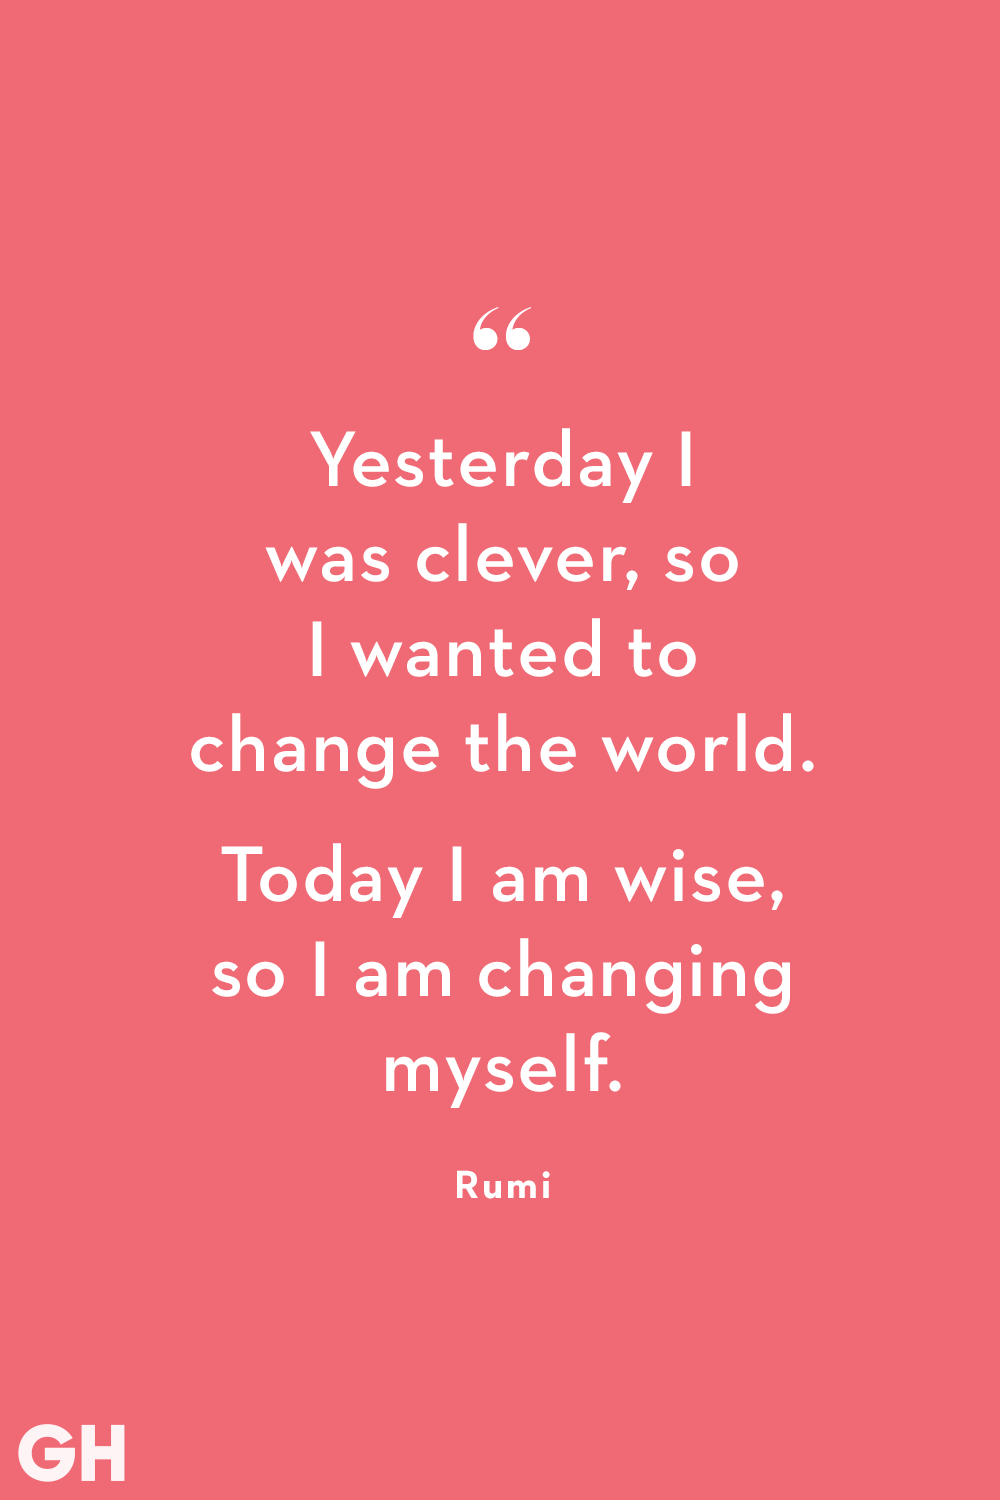 “
Yesterday I
was clever, so
I wanted to
change the world.
Today I am wise,
so I am changing
myself.
Rumi
GH